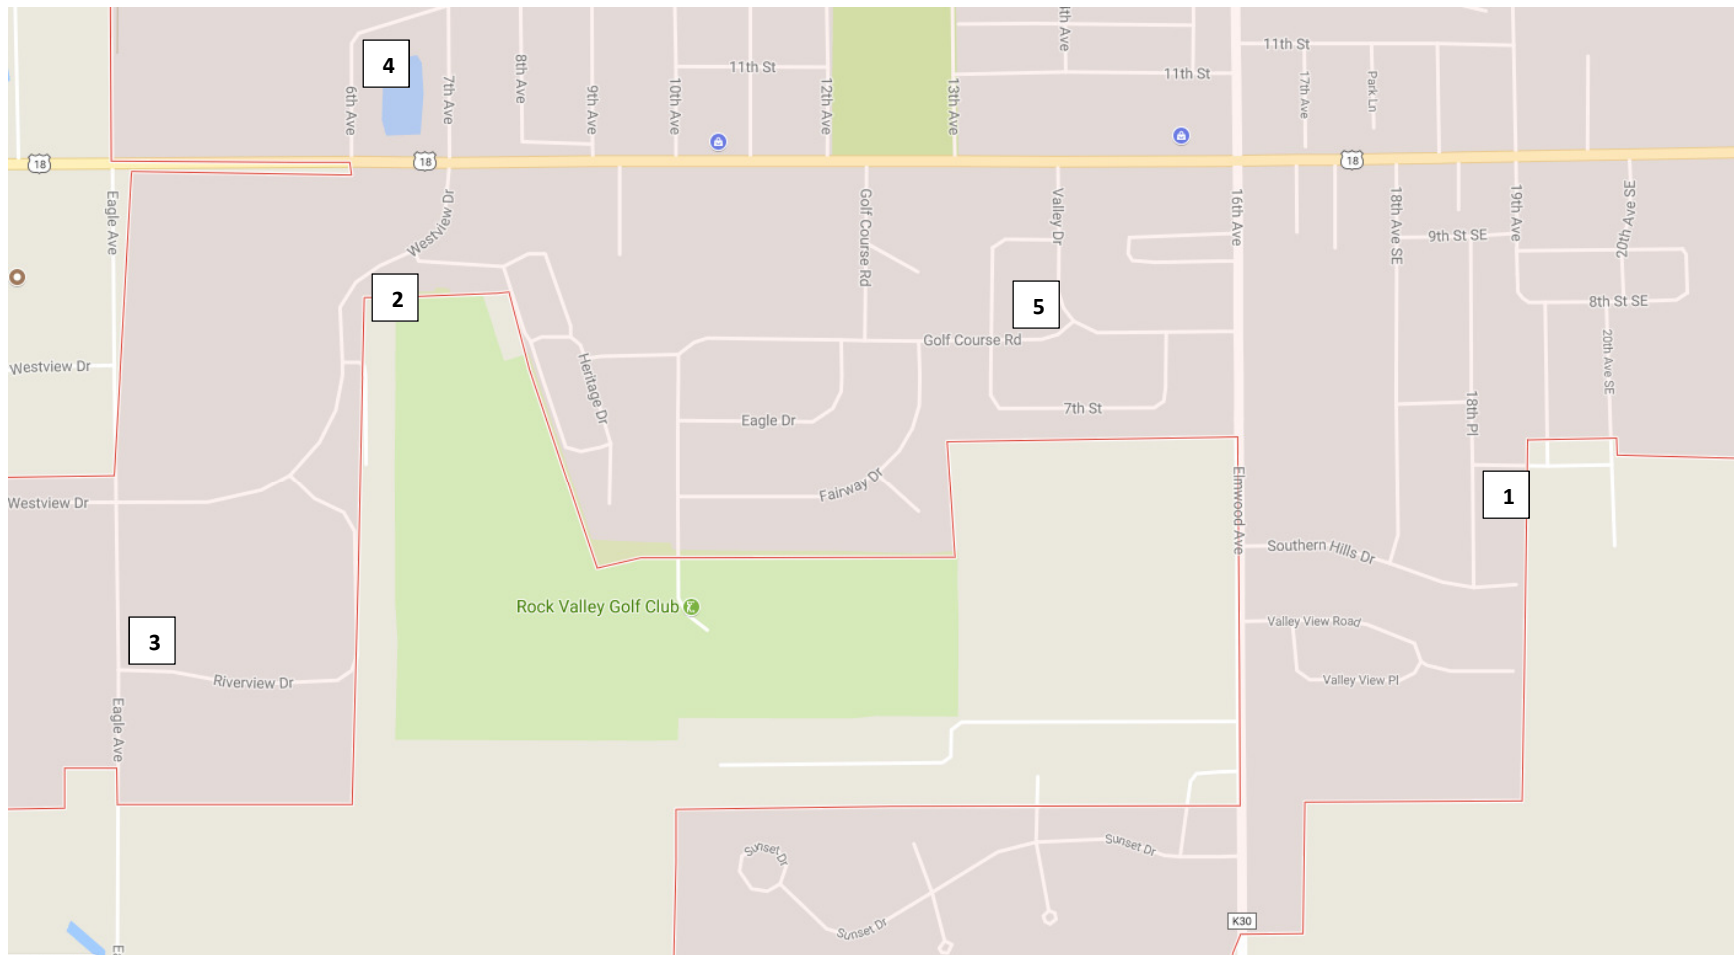 4th Ave
11th St
4
11th St
11th St
6th Ave
7th Ave
8th Ave
9th Ave
10th Ave
12th Ave
13th Ave
17th Ave
Park Ln
18
18
18
Eagle Ave
Westview Dr
Golf Course Rd
Valley Dr
16th Ave
18th Ave SE
19th Ave
20th Ave SE
9th St SE
2
5
8th St SE
Golf Course Rd
Westview Dr
Heritage Dr
20th Ave SE
7th St
Eagle Dr
18th Pl
Westview Dr
Fairway Dr
Elmwood Ave
1
Southern Hills Dr
Rock Valley Golf Club
Valley View Road
3
Riverview Dr
Valley View Pl
Eagle Ave
Sunset Dr
Sunset Dr
Sunset Dr
K30